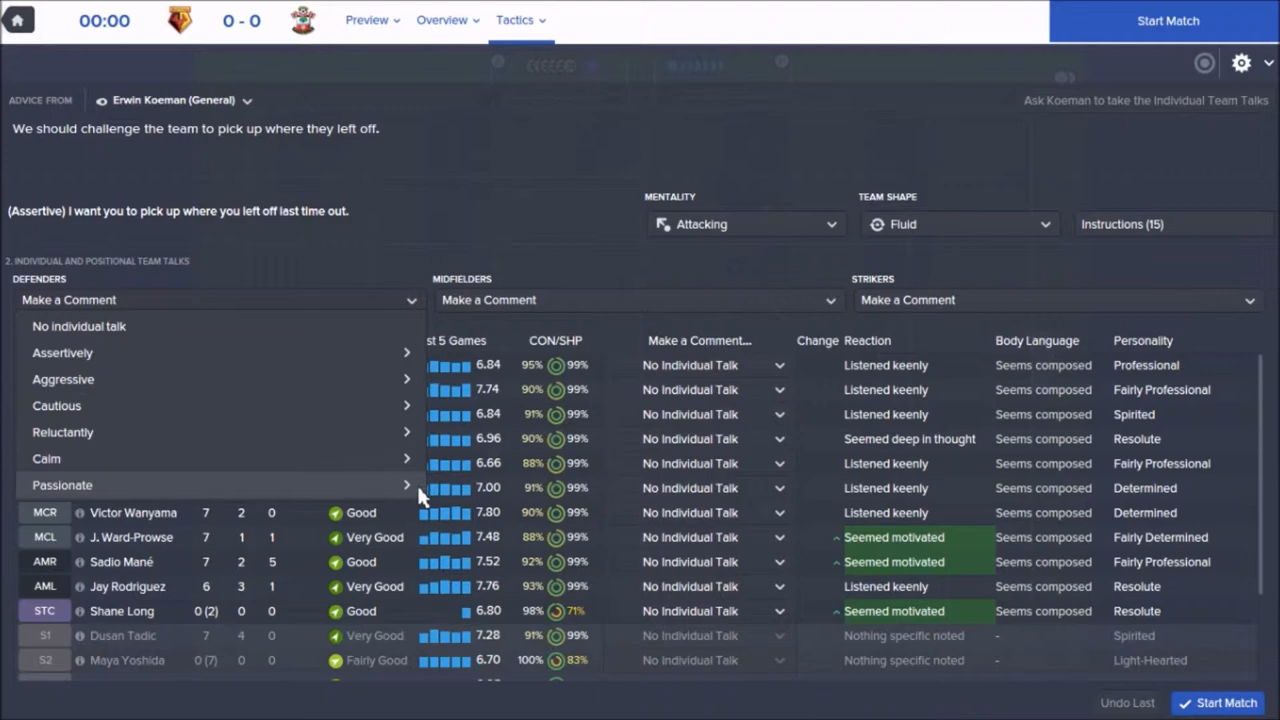 00:00 0 - 0 Preview Overview Tactics Start Match
ADVICE FROM Erwin Koeman (General) Ask Koeman to take the Individual Team Talks
We should challenge the team to pick up where they left off.
MENTALITY TEAM SHAPE
(Assertive) I want you to pick up where you left off last time out. Attacking Fluid Instructions (15)
2. INDIVIDUAL AND POSITIONAL TEAM TALKS
DEFENDERS MIDFIELDERS STRIKERS
Make a Comment Make a Comment Make a Comment
No individual talk
st 5 Games CON/SHP Make a Comment... Change Reaction Body Language Personality
Assertively
6.84 95% 99% No Individual Talk Listened keenly Seems composed Professional
Aggressive
7.74 90% 99% No Individual Talk Listened keenly Seems composed Fairly Professional
Cautious
6.84 91% 99% No Individual Talk Listened keenly Seems composed Spirited
Reluctantly
6.96 90% 99% No Individual Talk Seemed deep in thought Seems composed Resolute
Calm
6.66 88% 99% No Individual Talk Listened keenly Seems composed Fairly Professional
Passionate
7.00 91% 99% No Individual Talk Listened keenly Seems composed Determined
MCR Victor Wanyama 7 2 0 Good 7.80 90% 99% No Individual Talk Listened keenly Seems composed Determined
MCL J. Ward-Prowse 7 1 1 Very Good 7.48 88% 99% No Individual Talk Seemed motivated Seems composed Fairly Determined
AMR Sadio Mané 7 2 5 Good 7.52 92% 99% No Individual Talk Seemed motivated Seems composed Fairly Professional
AML Jay Rodriguez 6 3 1 Very Good 7.76 93% 99% No Individual Talk Listened keenly Seems composed Resolute
STC Shane Long 0 (2) 0 0 Good 6.80 98% 71% No Individual Talk Seemed motivated Seems composed Resolute
S1 Dusan Tadic 7 4 0 Very Good 7.28 91% 99% No Individual Talk Nothing specific noted - Spirited
S2 Maya Yoshida 0 (7) 0 0 Fairly Good 6.70 100% 83% No Individual Talk Nothing specific noted - Light-Hearted
Undo Last Start Match